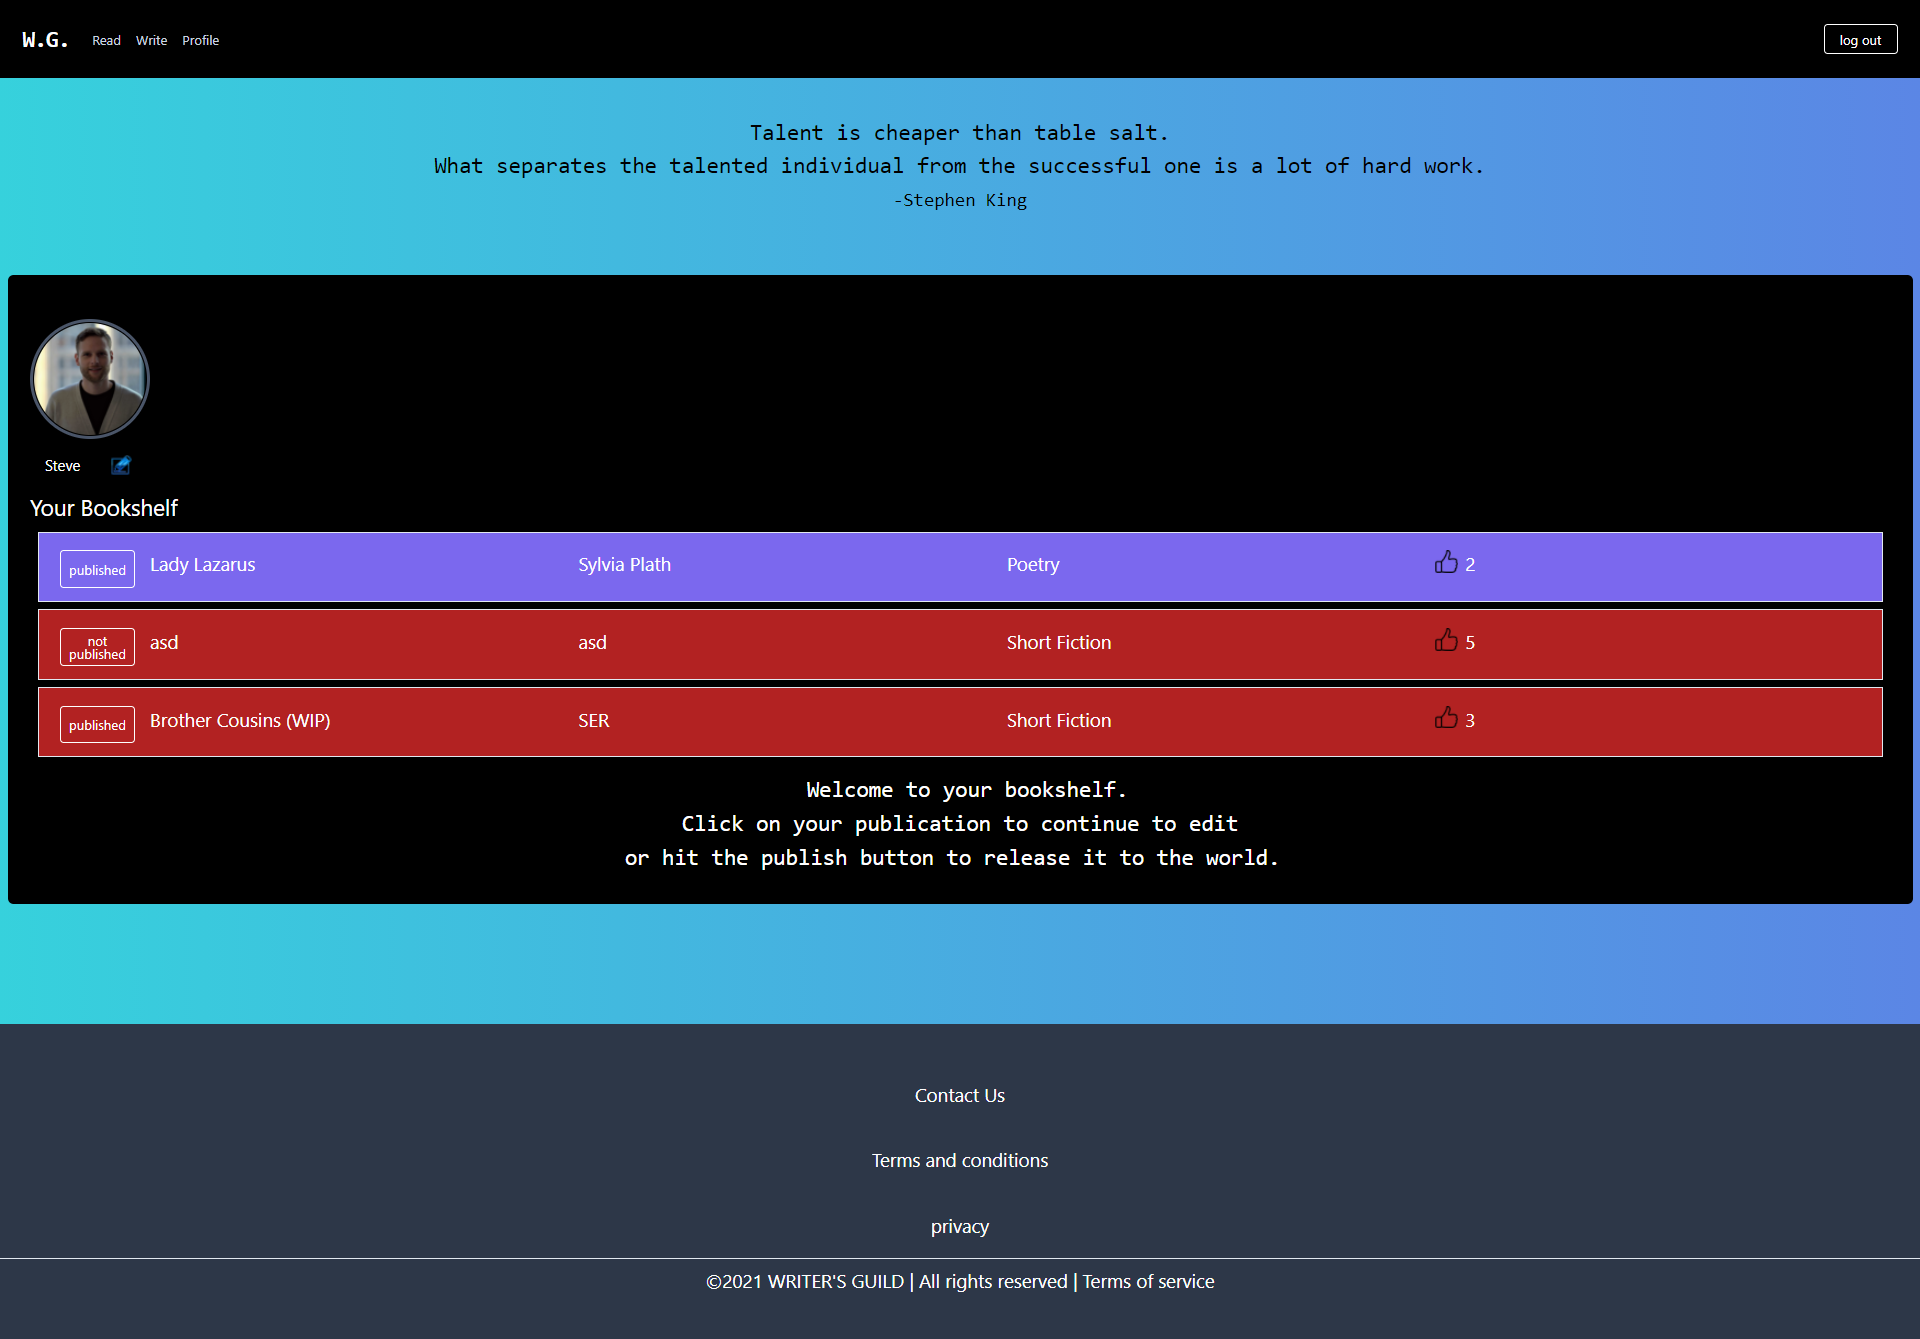 W.G. Read Write Profile log out
Talent is cheaper than table salt.
What separates the talented individual from the successful one is a lot of hard work.
-Stephen King
Steve
Your Bookshelf
published Lady Lazarus Sylvia Plath Poetry 2
not published asd asd Short Fiction 5
published Brother Cousins (WIP) SER Short Fiction 3
Welcome to your bookshelf.
Click on your publication to continue to edit
or hit the publish button to release it to the world.
Contact Us
Terms and conditions
privacy
©2021 WRITER'S GUILD | All rights reserved | Terms of service